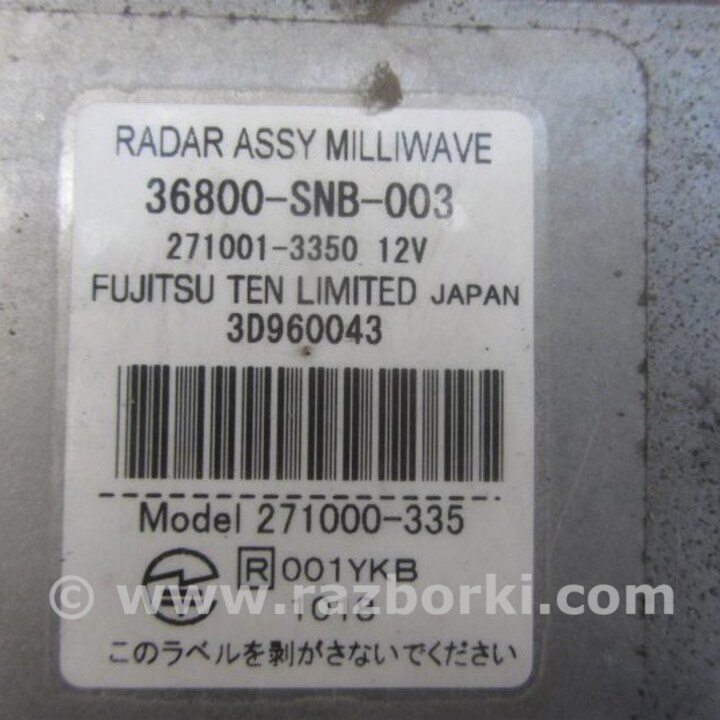 RADAR ASSY MILLIWAVE
36800-SNB-003
271001-3350 12V
FUJITSU TEN LIMITED JAPAN
3D960043
Model 271000-335
R 001YKB
© www.razborki.com
このラベルを剥がさないでください